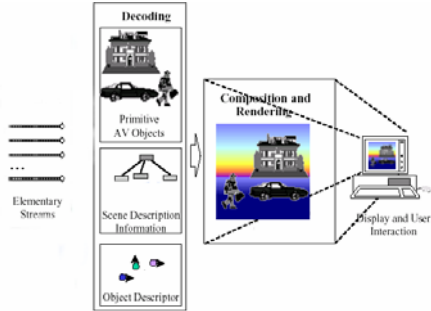 Decoding
Primitive
AV Objects
Composition and
Rendering
...
Elementary
Streams
Scene Description
Information
Display and User
Interaction
Object Descriptor